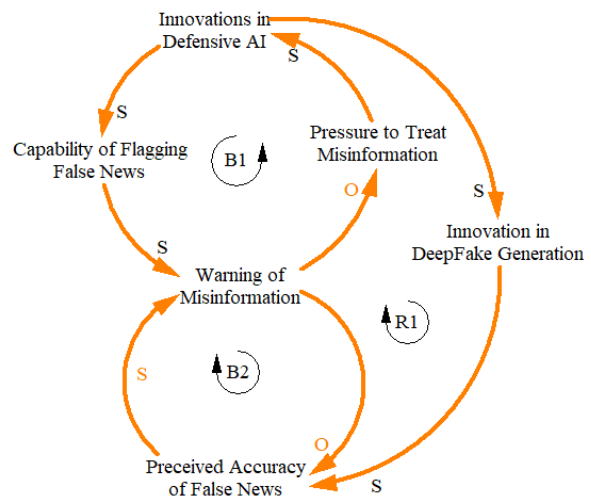 Innovations in
Defensive AI
S
S
Capability of Flagging
False News
B1
Pressure to Treat
Misinformation
O
S
S
Innovation in
DeepFake Generation
Warning of
Misinformation
R1
B2
S
O
Preceived Accuracy
of False News
S